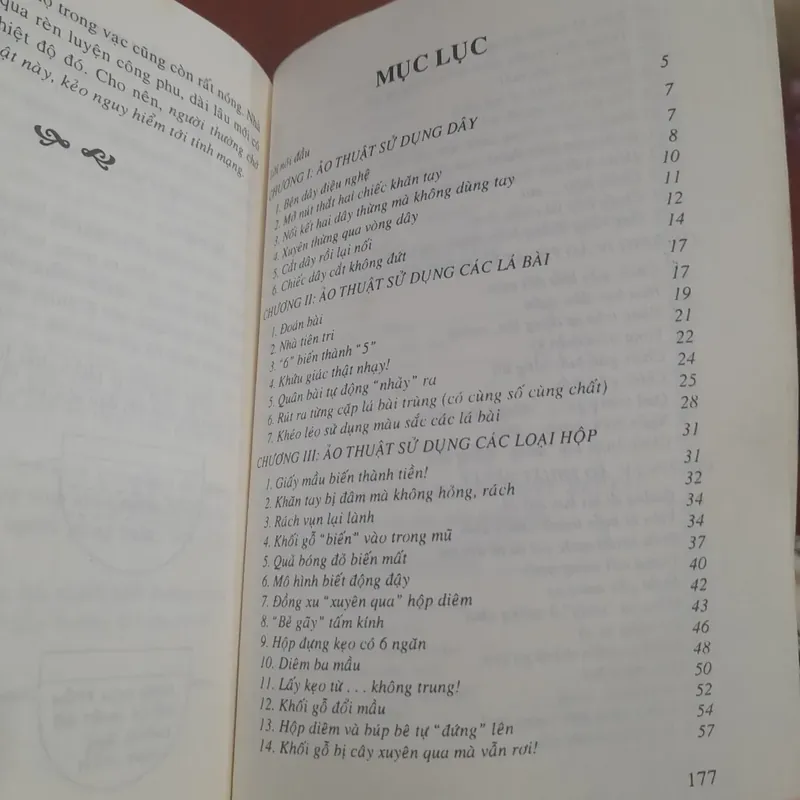 ộ trong vạc cũng còn rất nóng. Nhà
qua rèn luyện công phu, dài lâu mới có
hiệt độ đó. Cho nên, người thường chớ
ật này, kẻo nguy hiểm tới tính mạng.
MỤC LỤC
Lời nói đầu 5
CHƯƠNG I: ẢO THUẬT SỬ DỤNG DÂY 7
1. Bện dây điệu nghệ 7
2. Mở nút thắt hai chiếc khăn tay 8
3. Nối kết hai dây thừng mà không dùng tay 10
4. Xuyên thừng qua vòng dây 11
5. Cắt dây rồi lại nối 12
6. Chiếc dây cắt không đứt 14
CHƯƠNG II: ẢO THUẬT SỬ DỤNG CÁC LÁ BÀI 17
1. Đoán bài 17
2. Nhà tiên tri 19
3. "6" biến thành "5" 21
4. Khứu giác thật nhạy! 22
5. Quân bài tự động "nhảy" ra 24
6. Rút ra từng cặp lá bài trùng (có cùng số cùng chất) 25
7. Khéo léo sử dụng màu sắc các lá bài 28
CHƯƠNG III: ẢO THUẬT SỬ DỤNG CÁC LOẠI HỘP 31
1. Giấy mầu biến thành tiền! 31
2. Khăn tay bị đâm mà không hỏng, rách 32
3. Rách vụn lại lành 34
4. Khối gỗ "biến" vào trong mũ 34
5. Quả bóng đỏ biến mất 37
6. Mô hình biết động đậy 40
7. Đồng xu "xuyên qua" hộp diêm 42
8. "Bẻ gãy" tấm kính 43
9. Hộp đựng kẹo có 6 ngăn 46
10. Diêm ba mầu 48
11. Lấy kẹo từ . . . không trung! 50
12. Khối gỗ đổi mầu 52
13. Hộp diêm và búp bê tự "đứng" lên 54
14. Khối gỗ bị cây xuyên qua mà vẫn rơi! 57
177